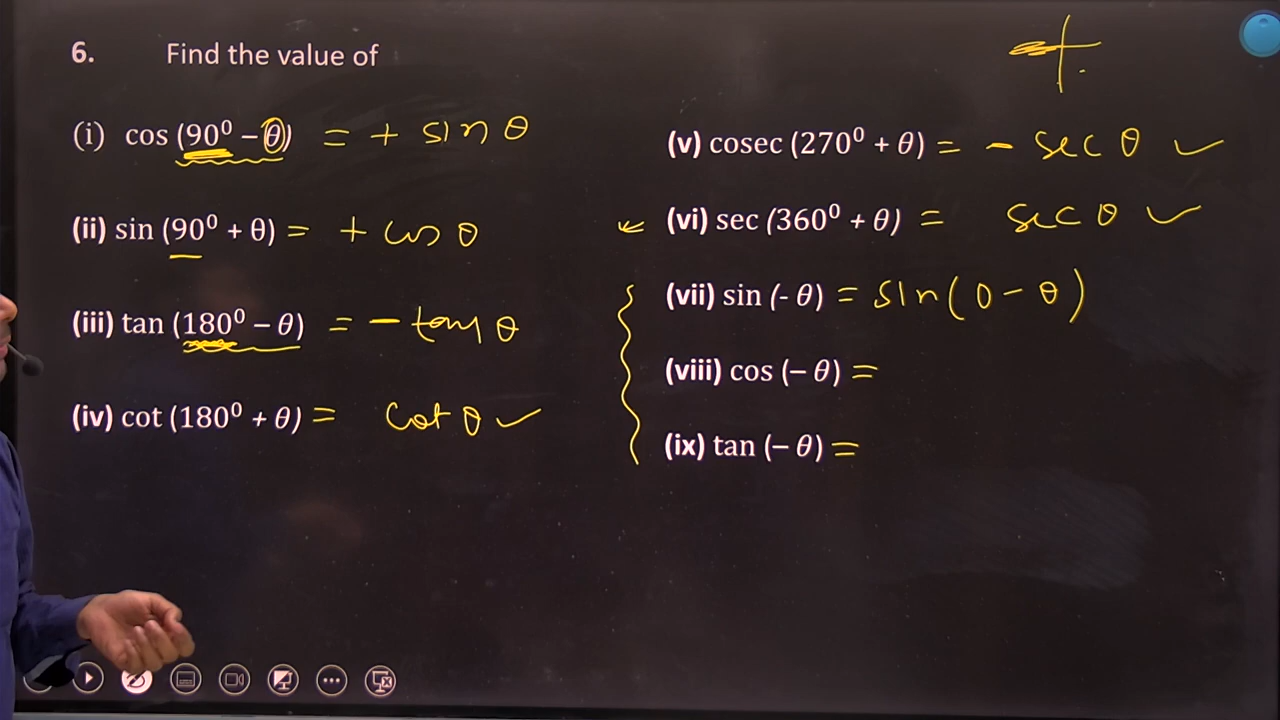 6. Find the value of
(i) cos (90⁰ – θ) = + sin θ
(ii) sin (90⁰ + θ) = + cos θ
(iii) tan (180⁰ – θ) = – tan θ
(iv) cot (180⁰ + θ) = cot θ ✓
(v) cosec (270⁰ + θ) = – sec θ ✓
(vi) sec (360⁰ + θ) = sec θ ✓
(vii) sin (- θ) = sin(0 – θ)
(viii) cos (– θ) =
(ix) tan (– θ) =